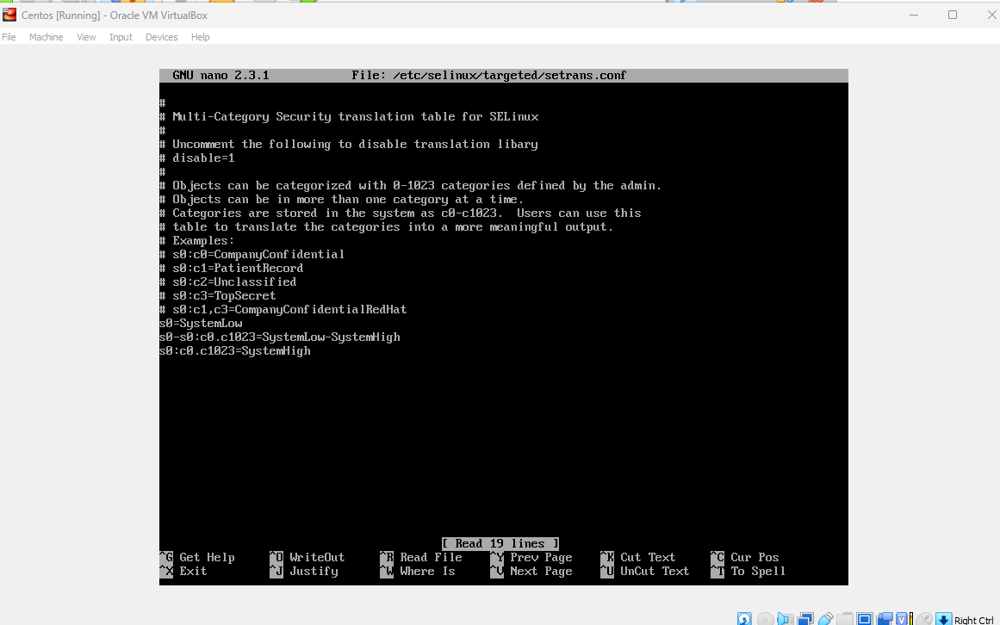 Centos [Running] - Oracle VM VirtualBox
File Machine View Input Devices Help
GNU nano 2.3.1 File: /etc/selinux/targeted/setrans.conf
#
# Multi-Category Security translation table for SELinux
#
# Uncomment the following to disable translation libary
# disable=1
#
# Objects can be categorized with 0-1023 categories defined by the admin.
# Objects can be in more than one category at a time.
# Categories are stored in the system as c0-c1023.  Users can use this
# table to translate the categories into a more meaningful output.
# Examples:
# s0:c0=CompanyConfidential
# s0:c1=PatientRecord
# s0:c2=Unclassified
# s0:c3=TopSecret
# s0:c1,c3=CompanyConfidentialRedHat
s0=SystemLow
s0-s0:c0.c1023=SystemLow-SystemHigh
s0:c0.c1023=SystemHigh
[ Read 19 lines ]
^G Get Help ^O WriteOut ^R Read File ^Y Prev Page ^K Cut Text ^C Cur Pos
^X Exit ^J Justify ^W Where Is ^V Next Page ^U UnCut Text ^T To Spell
Right Ctrl